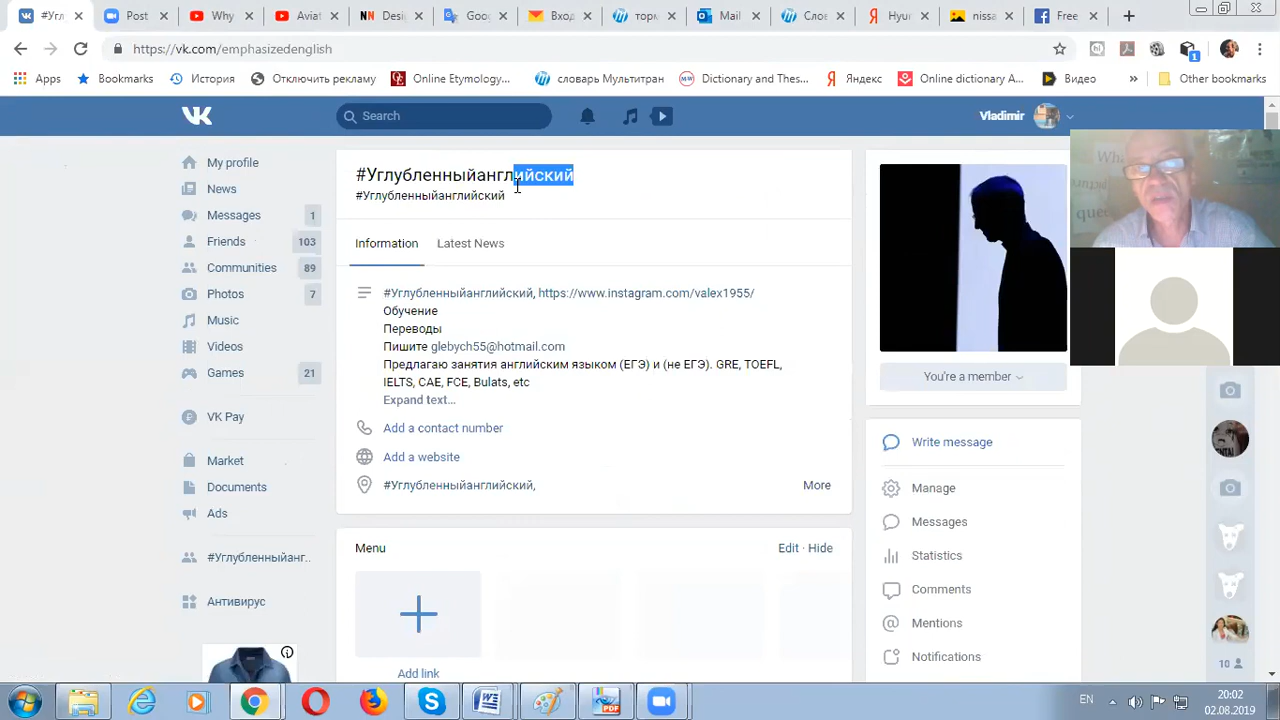 #Угл
Post
Why
Aviat
Desi
Goo
Вход
торм
Mail
Слов
Hyur
nissa
Free
https://vk.com/emphasizedenglish
Apps
Bookmarks
История
Отключить рекламу
Online Etymology...
словарь Мультитран
Dictionary and Thes...
Яндекс
Online dictionary A...
Видео
»
Other bookmarks
Search
Vladimir
My profile
News
Messages 1
Friends 103
Communities 89
Photos 7
Music
Videos
Games 21
VK Pay
Market
Documents
Ads
#Углубленныйанг..
Антивирус
#Углубленныйанглийский
#Углубленныйанглийский
Information Latest News
#Углубленныйанглийский, https://www.instagram.com/valex1955/
Обучение
Переводы
Пишите glebych55@hotmail.com
Предлагаю занятия английским языком (ЕГЭ) и (не ЕГЭ). GRE, TOEFL,
IELTS, CAE, FCE, Bulats, etc
Expand text...
Add a contact number
Add a website
#Углубленныйанглийский, More
Menu Edit · Hide
Add link
You're a member
Write message
Manage
Messages
Statistics
Comments
Mentions
Notifications
10
EN
20:02
02.08.2019